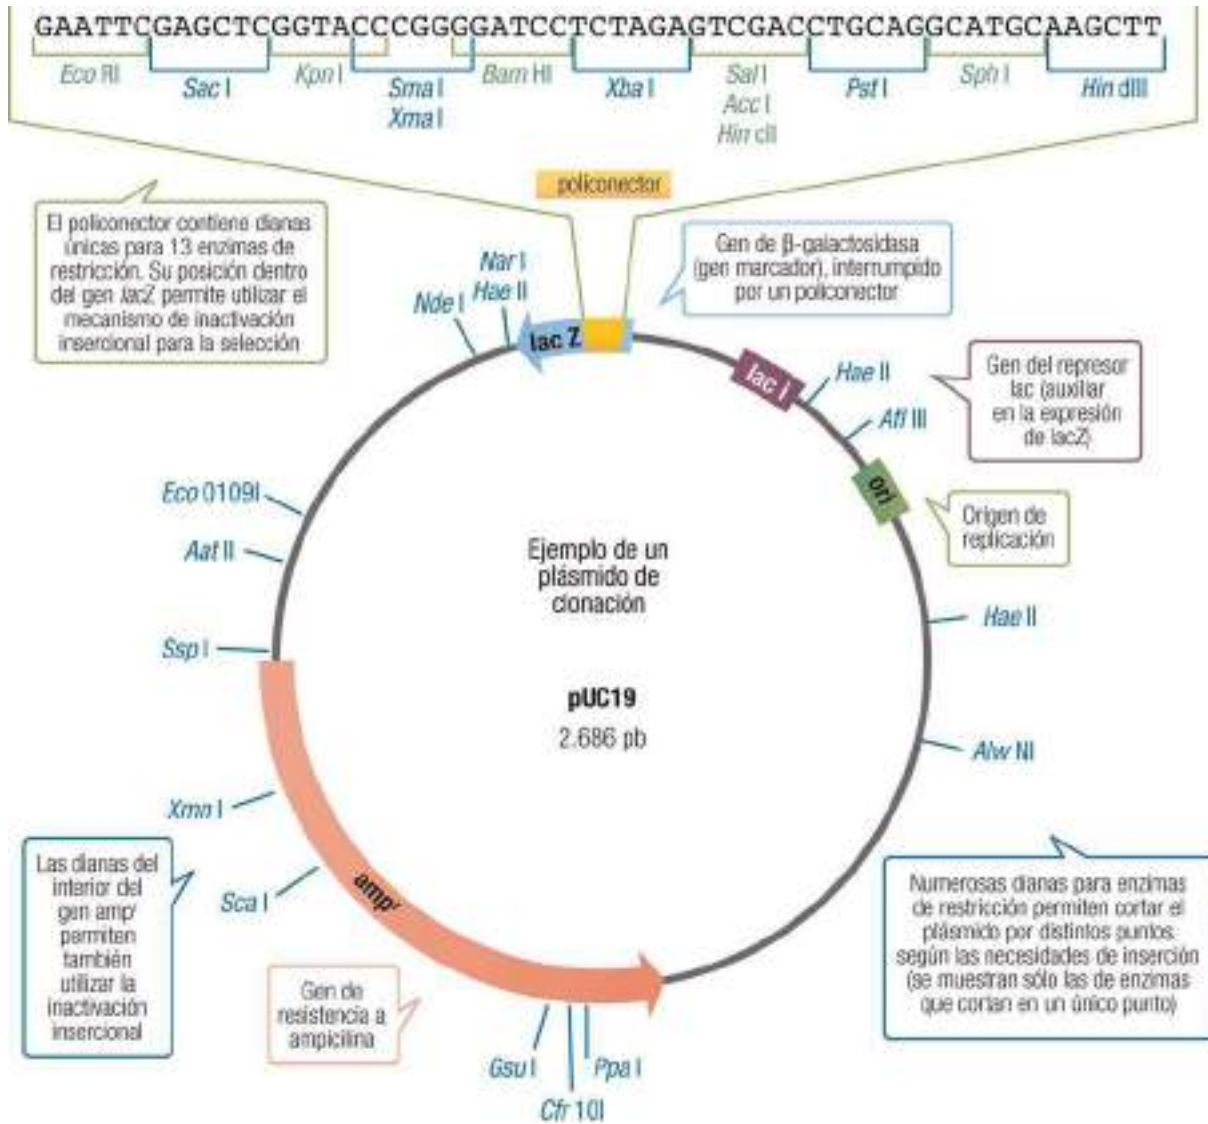 GAATTCGAGCTCGGTACCCGGGGATCCTCTAGAGTCGACCTGCAGGCATGCAAGCTT
Eco RI
Sac I
Kpn I
Sma I
Xma I
Bam HI
Xba I
Sal I
Acc I
Hin cII
Pst I
Sph I
Hin dIII
policonector
El policonector contiene dianas
únicas para 13 enzimas de
restricción. Su posición dentro
del gen lacZ permite utilizar el
mecanismo de inactivación
insercional para la selección
Gen de β-galactosidasa
(gen marcador), interrumpido
por un policonector
Nar I
Hae II
Nde I
lac Z
lac I
Hae II
Afl III
Gen del represor
lac (auxiliar
en la expresión
de lacZ)
ori
Origen de
replicación
Eco 0109I
Aat II
Ssp I
Ejemplo de un
plásmido de
clonación
pUC19
2.686 pb
Hae II
Alw NI
Xmn I
Sca I
ampʳ
Las dianas del
interior del
gen ampʳ
permiten
también
utilizar la
inactivación
insercional
Gen de
resistencia a
ampicilina
Gsu I
Cfr 10I
Ppa I
Numerosas dianas para enzimas
de restricción permiten cortar el
plásmido por distintos puntos
según las necesidades de inserción
(se muestran sólo las de enzimas
que cortan en un único punto)